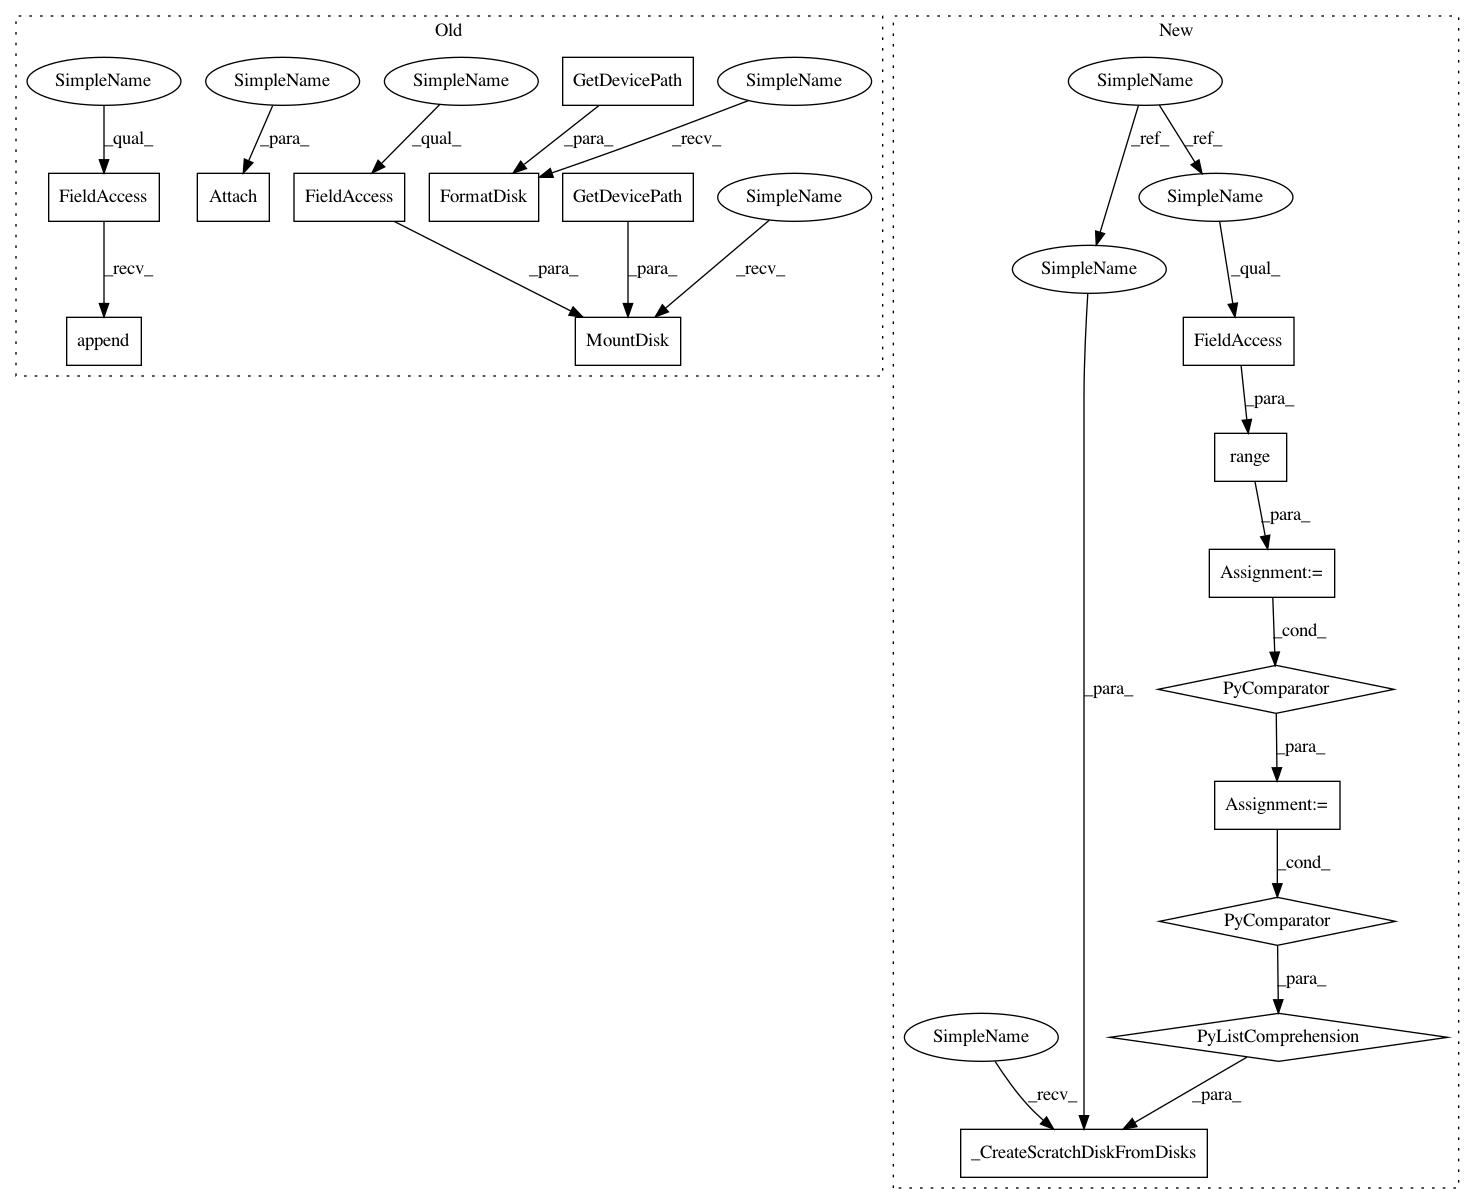 Old
New
SimpleName
SimpleName
SimpleName
GetDevicePath
SimpleName
SimpleName
_qual_
_para_
_qual_
_para_
_recv_
_ref_
_ref_
FieldAccess
Attach
FieldAccess
FormatDisk
GetDevicePath
SimpleName
SimpleName
SimpleName
_recv_
_para_
_para_
_recv_
_qual_
append
MountDisk
FieldAccess
_para_
range
_para_
Assignment:=
_cond_
PyComparator
_para_
_para_
Assignment:=
_cond_
PyComparator
_para_
SimpleName
PyListComprehension
_recv_
_para_
_CreateScratchDiskFromDisks